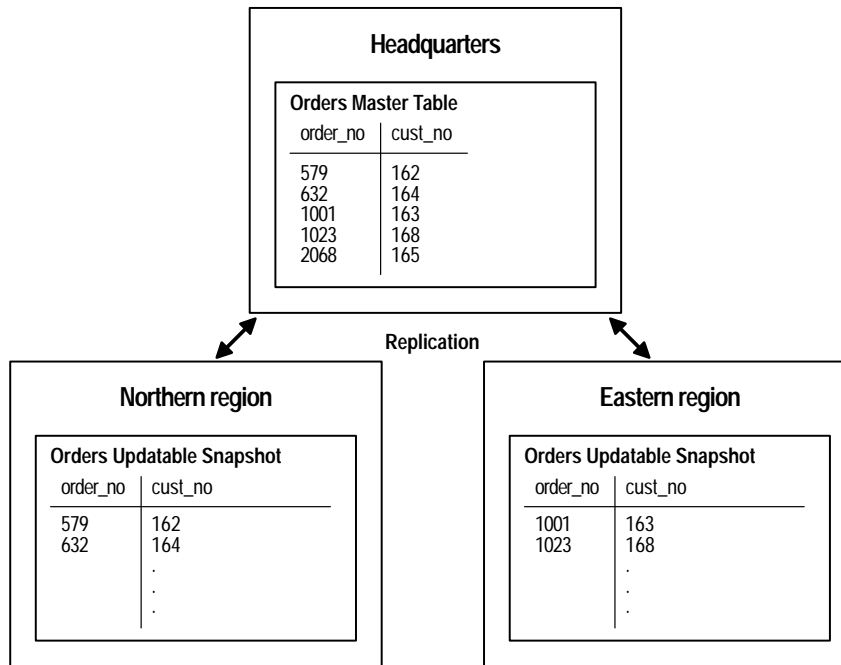 Headquarters
Orders Master Table
order_no cust_no
579 162
632 164
1001 163
1023 168
2068 165
Replication
Northern region
Orders Updatable Snapshot
order_no cust_no
579 162
632 164
.
.
.
Eastern region
Orders Updatable Snapshot
order_no cust_no
1001 163
1023 168
.
.
.